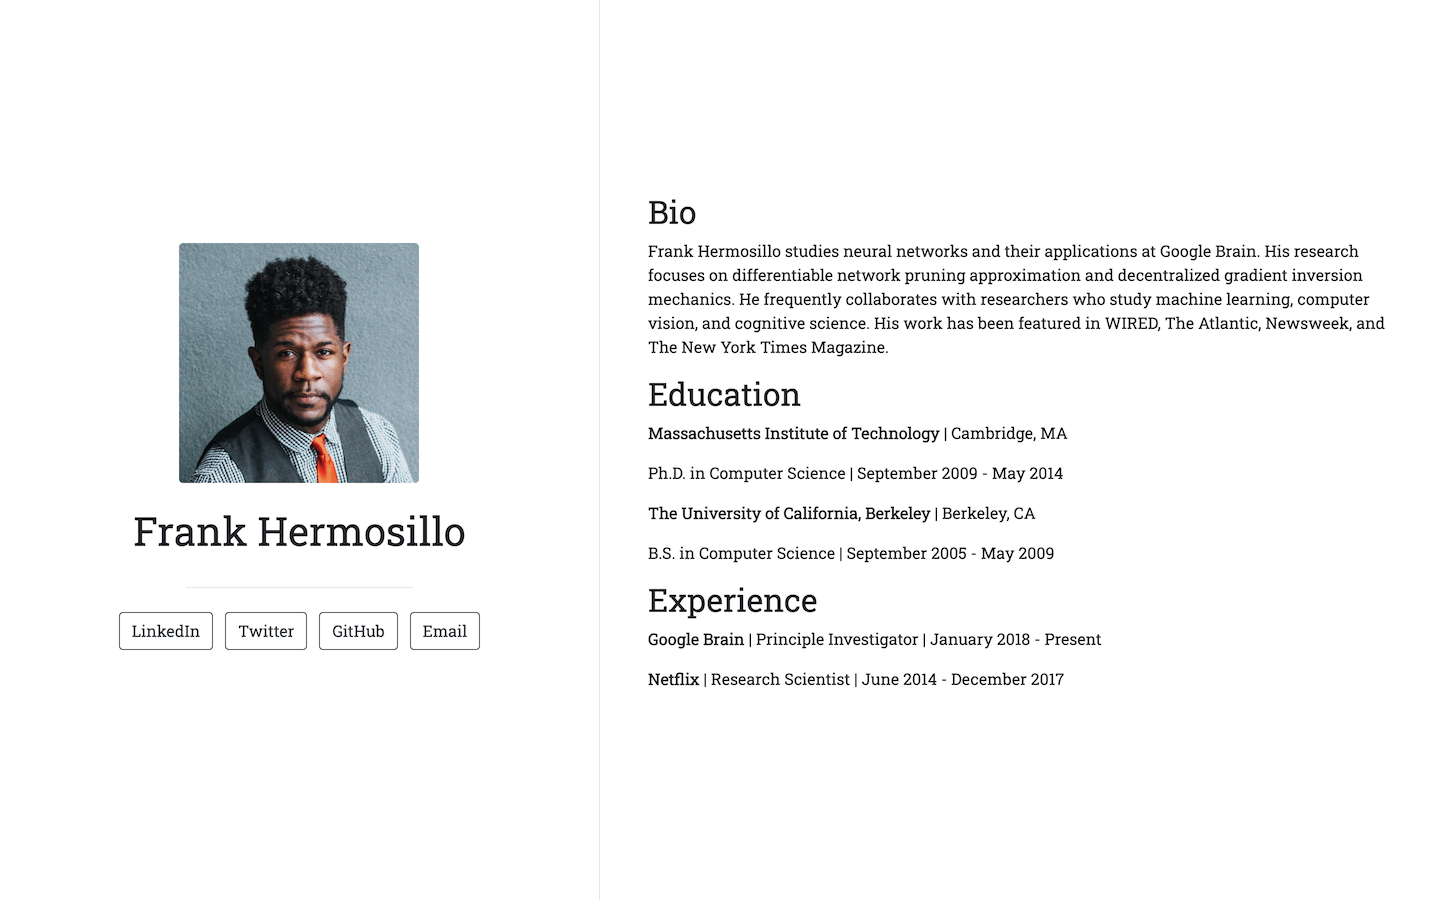 Frank Hermosillo
LinkedIn Twitter GitHub Email
Bio
Frank Hermosillo studies neural networks and their applications at Google Brain. His research
focuses on differentiable network pruning approximation and decentralized gradient inversion
mechanics. He frequently collaborates with researchers who study machine learning, computer
vision, and cognitive science. His work has been featured in WIRED, The Atlantic, Newsweek, and
The New York Times Magazine.
Education
Massachusetts Institute of Technology | Cambridge, MA
Ph.D. in Computer Science | September 2009 - May 2014
The University of California, Berkeley | Berkeley, CA
B.S. in Computer Science | September 2005 - May 2009
Experience
Google Brain | Principle Investigator | January 2018 - Present
Netflix | Research Scientist | June 2014 - December 2017